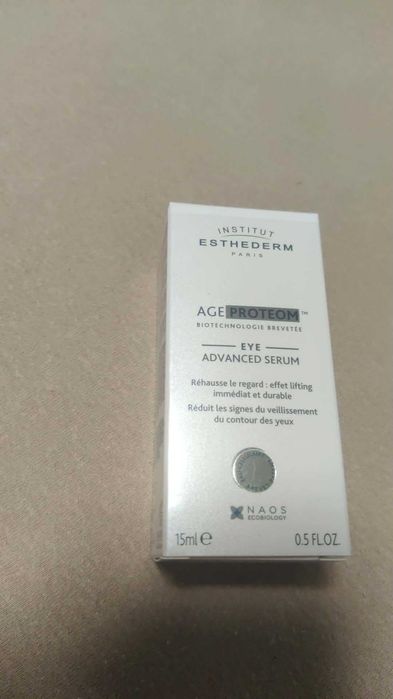 INSTITUT
ESTHEDERM
PARIS
AGE PROTEOM™
BIOTECHNOLOGIE BREVETÉE
EYE
ADVANCED SERUM
Réhausse le regard : effet lifting
immédiat et durable
Réduit les signes du veillissement
du contour des yeux
NAOS
ECOBIOLOGY
15ml ℮ 0.5 FL.OZ.